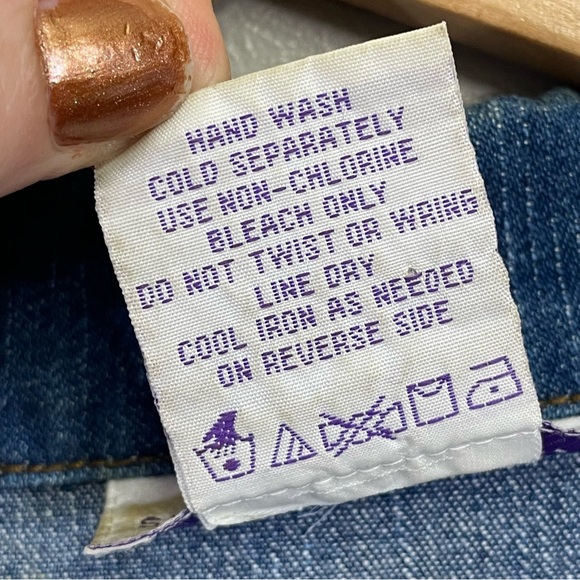 HAND WASH
COLD SEPARATELY
USE NON-CHLORINE
BLEACH ONLY
DO NOT TWIST OR WRING
LINE DRY
COOL IRON AS NEEDED
ON REVERSE SIDE
S